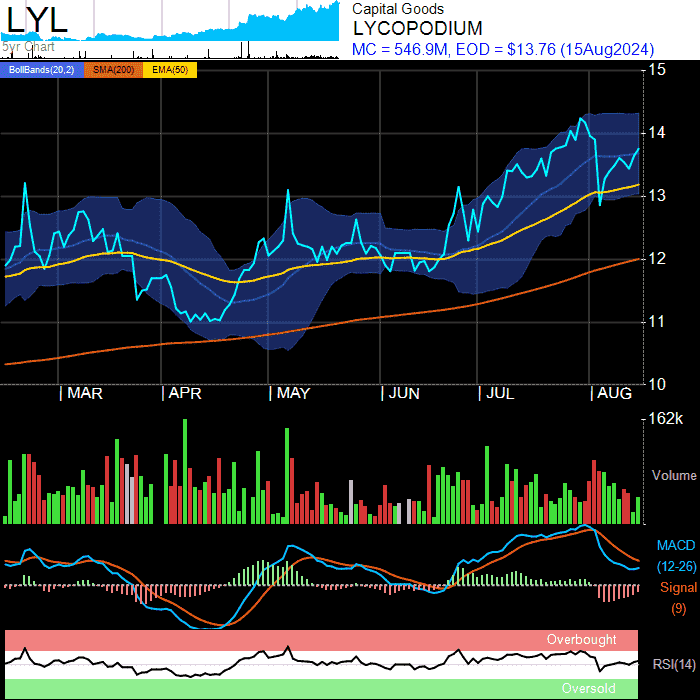 LYL
5yr Chart
Capital Goods
LYCOPODIUM
MC = 546.9M, EOD = $13.76 (15Aug2024)
BollBands(20,2) SMA(200) EMA(50)
15
14
13
12
11
10
MAR APR MAY JUN JUL AUG
162k
Volume
MACD
(12-26)
Signal
(9)
Overbought
RSI(14)
Oversold